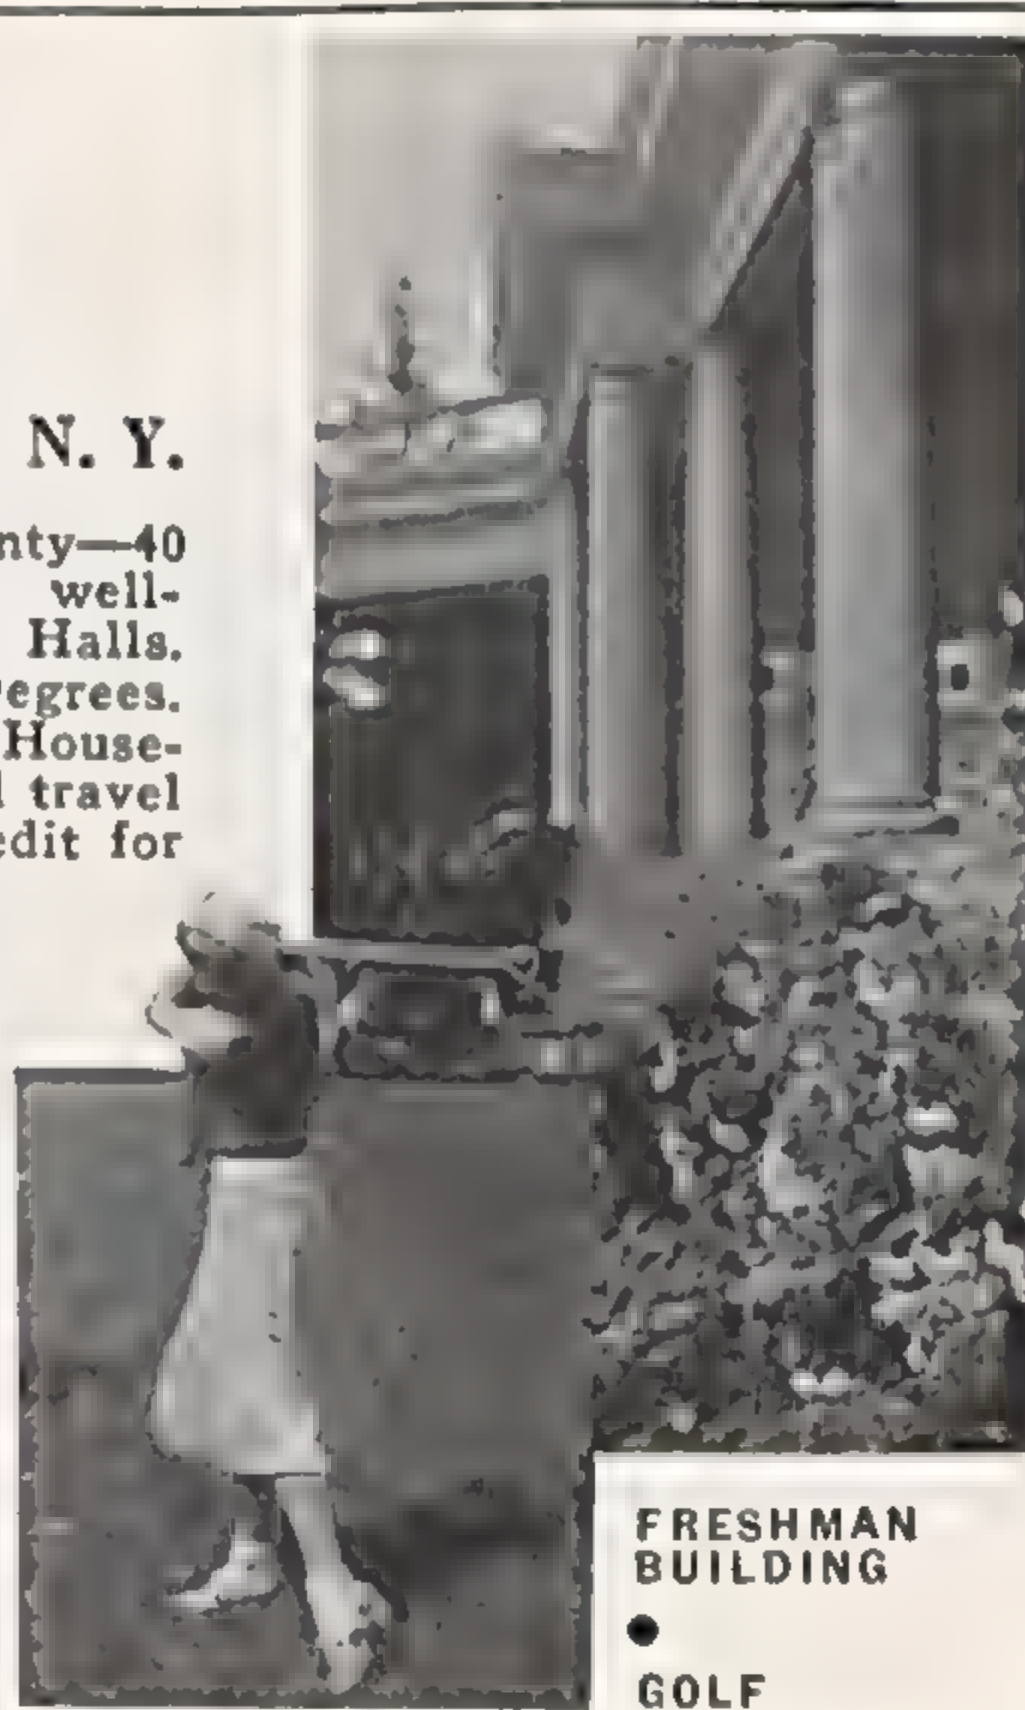 N. Y.
nty—40
well-
Halls.
egrees.
House-
travel
edit for
FRESHMAN
BUILDING
●
GOLF